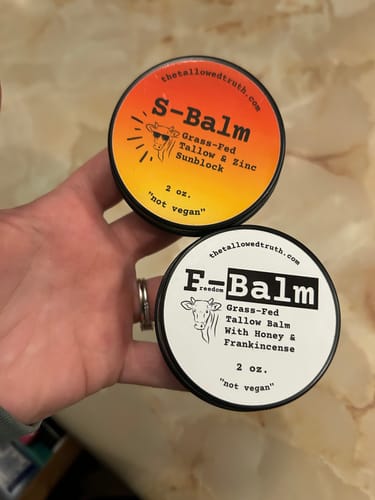 thetallowedtruth.com
S-Balm
Grass-Fed
Tallow & Zinc
Sunblock
2 oz.
"not vegan"
thetallowedtruth.com
Freedom-Balm
Grass-Fed
Tallow Balm
With Honey &
Frankincense
2 oz.
"not vegan"